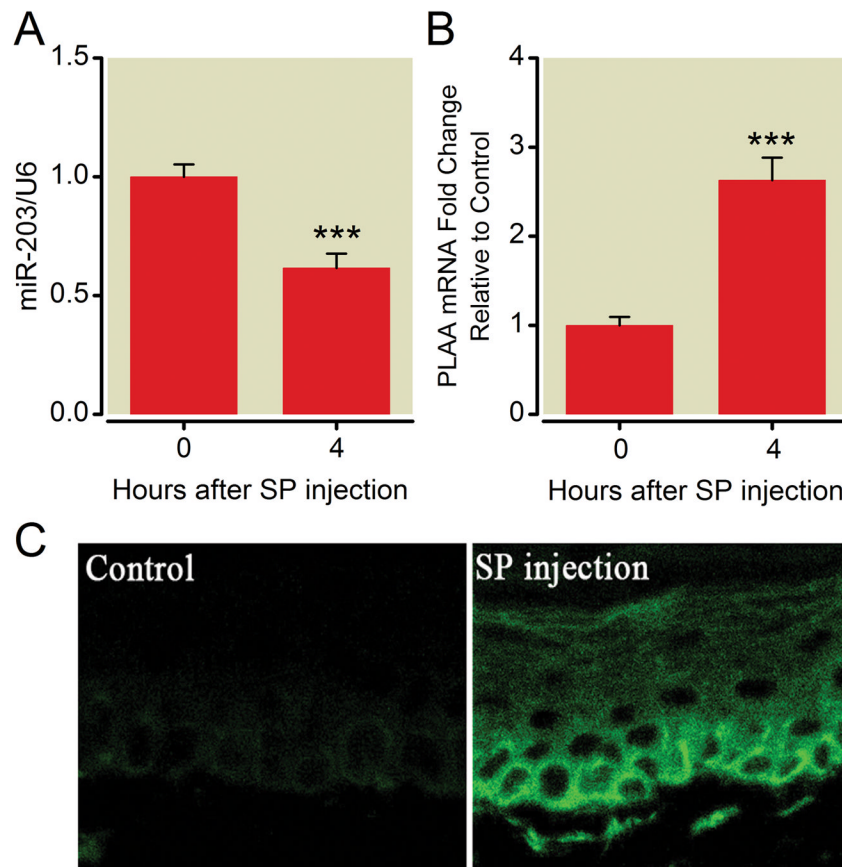 A
miR-203/U6
1.5
1.0
0.5
0.0
***
0
4
Hours after SP injection
B
PLAA mRNA Fold Change
Relative to Control
4
3
2
1
0
***
0
4
Hours after SP injection
C
Control
SP injection